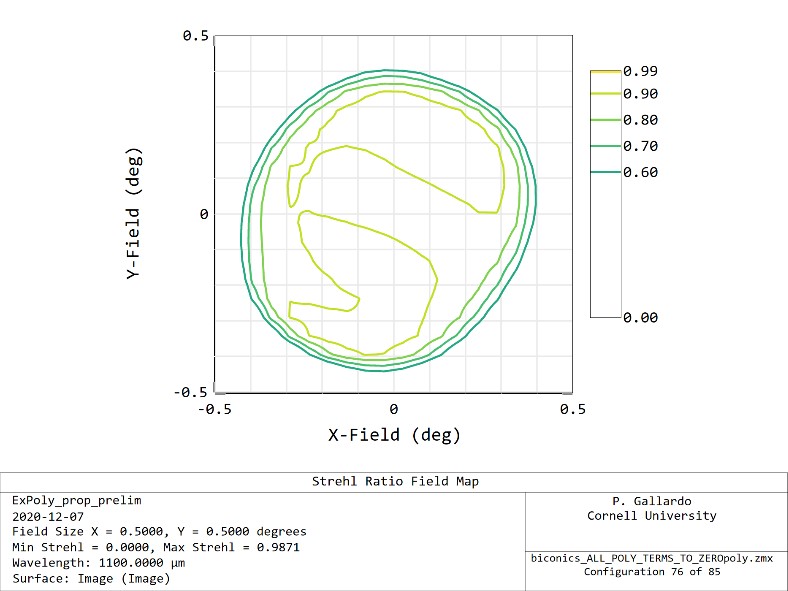 0.5
0
-0.5
Y-Field (deg)
-0.5
0
0.5
X-Field (deg)
0.99
0.90
0.80
0.70
0.60
0.00
Strehl Ratio Field Map
ExPoly_prop_prelim
2020-12-07
Field Size X = 0.5000, Y = 0.5000 degrees
Min Strehl = 0.0000, Max Strehl = 0.9871
Wavelength: 1100.0000 µm
Surface: Image (Image)
P. Gallardo
Cornell University
biconics_ALL_POLY_TERMS_TO_ZEROpoly.zmx
Configuration 76 of 85